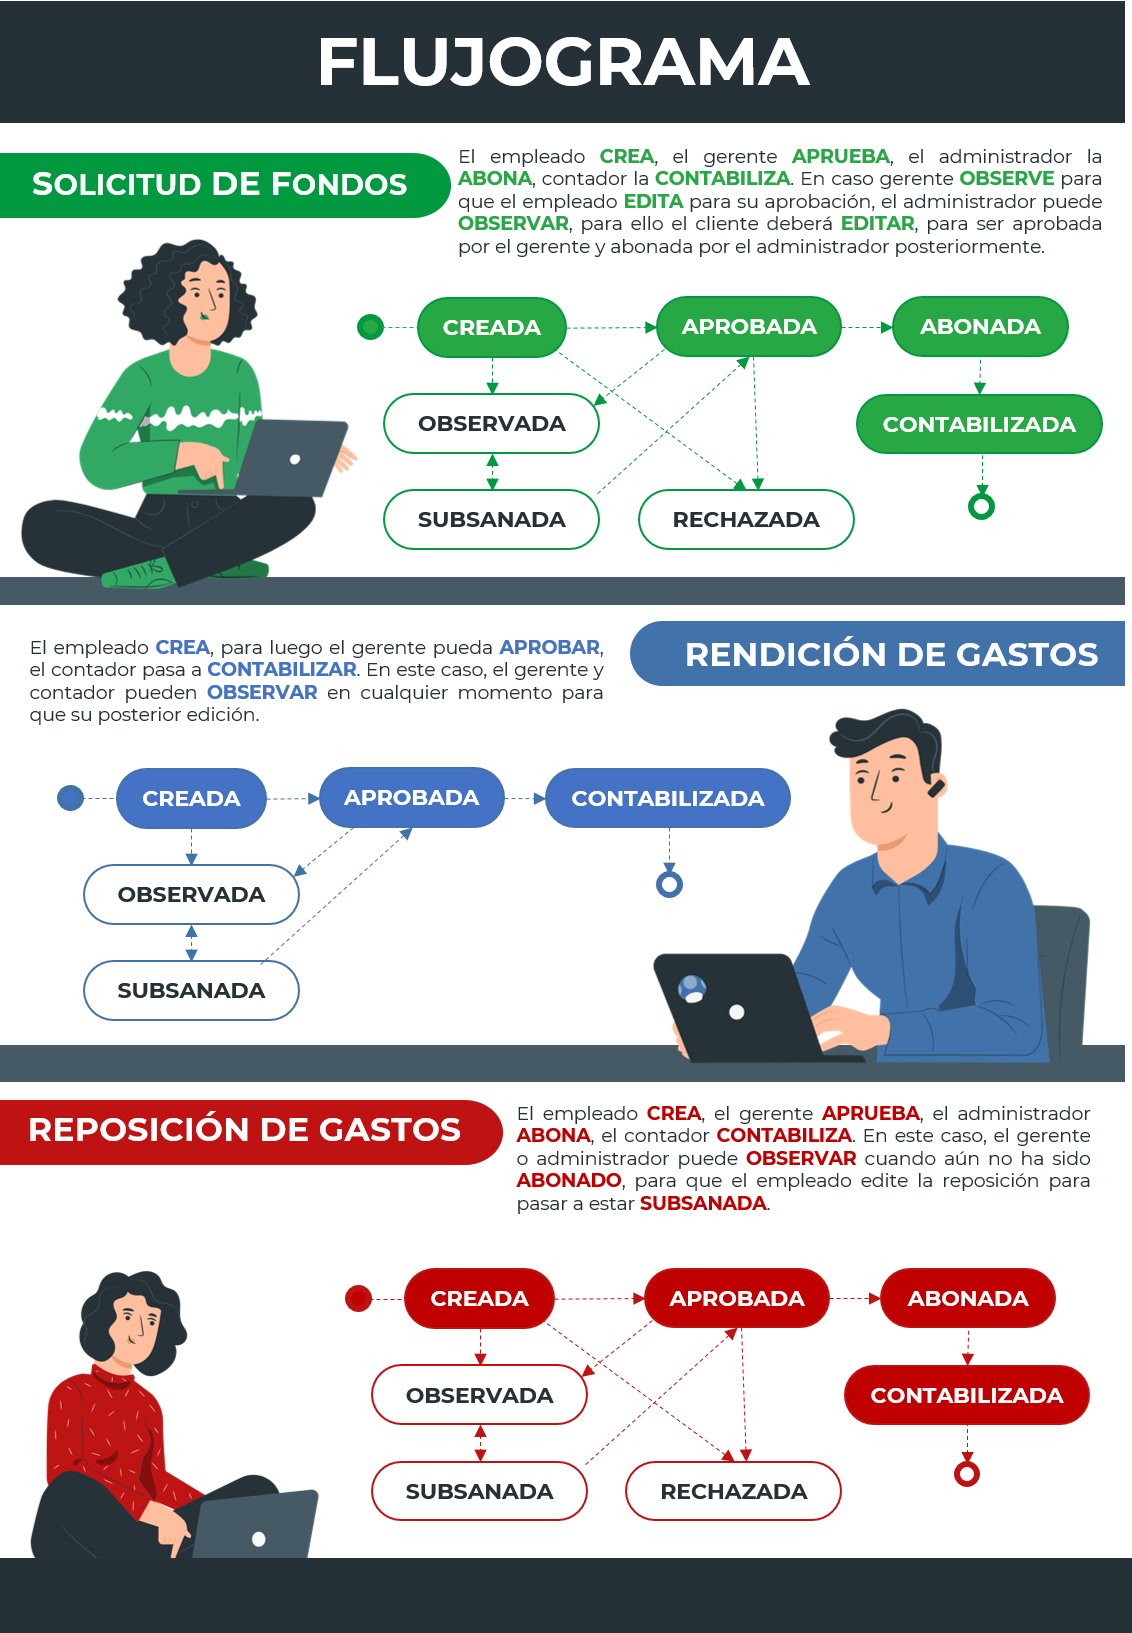 FLUJOGRAMA
SOLICITUD DE FONDOS
El empleado CREA, el gerente APRUEBA, el administrador la
ABONA, contador la CONTABILIZA. En caso gerente OBSERVE para
que el empleado EDITA para su aprobación, el administrador puede
OBSERVAR, para ello el cliente deberá EDITAR, para ser aprobada
por el gerente y abonada por el administrador posteriormente.
CREADA
APROBADA
ABONADA
OBSERVADA
CONTABILIZADA
SUBSANADA
RECHAZADA
El empleado CREA, para luego el gerente pueda APROBAR,
el contador pasa a CONTABILIZAR. En este caso, el gerente y
contador pueden OBSERVAR en cualquier momento para
que su posterior edición.
RENDICIÓN DE GASTOS
CREADA
APROBADA
CONTABILIZADA
OBSERVADA
SUBSANADA
REPOSICIÓN DE GASTOS
El empleado CREA, el gerente APRUEBA, el administrador
ABONA, el contador CONTABILIZA. En este caso, el gerente
o administrador puede OBSERVAR cuando aún no ha sido
ABONADO, para que el empleado edite la reposición para
pasar a estar SUBSANADA.
CREADA
APROBADA
ABONADA
OBSERVADA
CONTABILIZADA
SUBSANADA
RECHAZADA